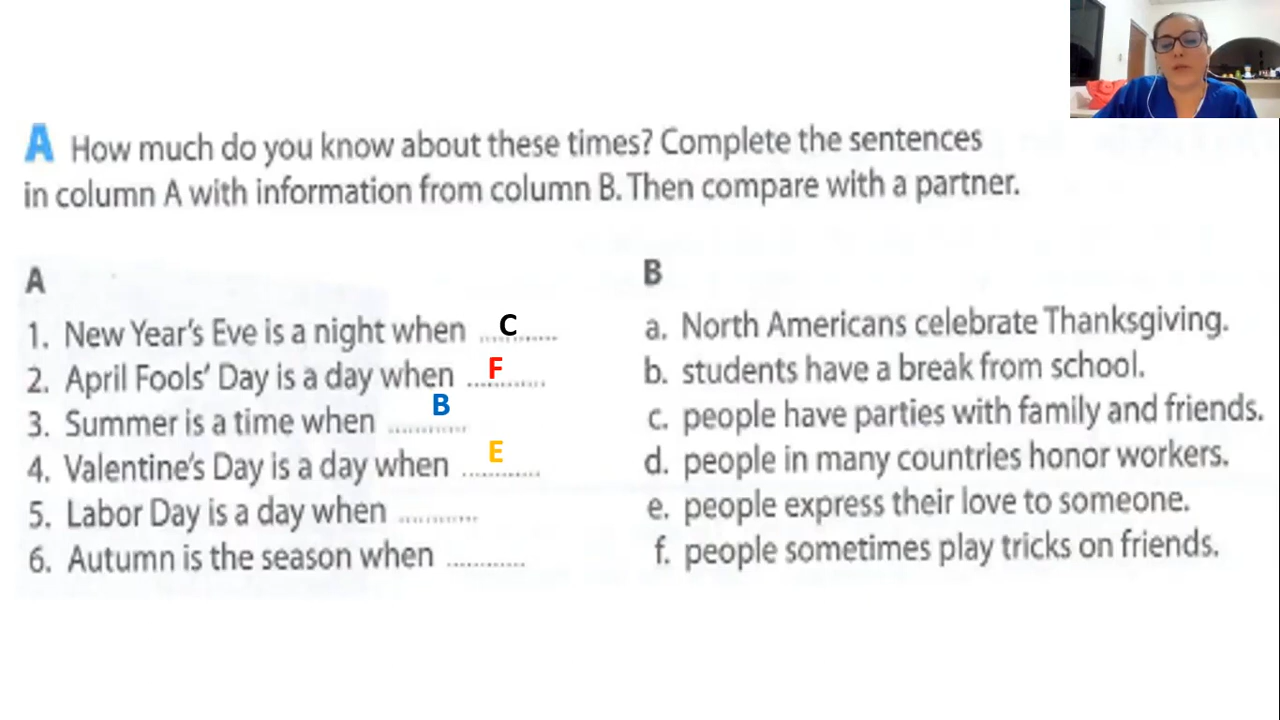 A How much do you know about these times? Complete the sentences
in column A with information from column B. Then compare with a partner.
A
1. New Year's Eve is a night when ...C.......
2. April Fools' Day is a day when ...F.......
3. Summer is a time when ...B.......
4. Valentine's Day is a day when ...E.......
5. Labor Day is a day when ............
6. Autumn is the season when ............
B
a. North Americans celebrate Thanksgiving.
b. students have a break from school.
c. people have parties with family and friends.
d. people in many countries honor workers.
e. people express their love to someone.
f. people sometimes play tricks on friends.